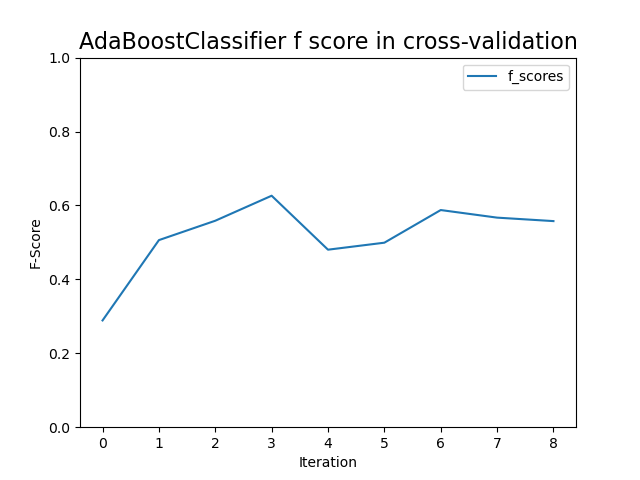 AdaBoostClassifier f score in cross-validation
1.0
f_scores
0.8
0.6
F-Score
0.4
0.2
0.0
0 1 2 3 4 5 6 7 8
Iteration